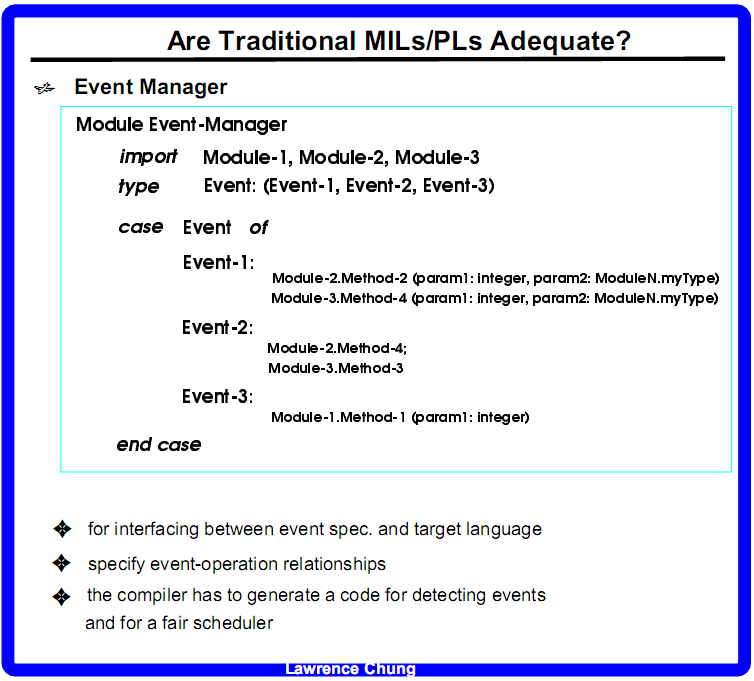 Are Traditional MILs/PLs Adequate?
Event Manager
Module Event-Manager
import Module-1, Module-2, Module-3
type Event: (Event-1, Event-2, Event-3)
case Event of
Event-1:
Module-2.Method-2 (param1: integer, param2: ModuleN.myType)
Module-3.Method-4 (param1: integer, param2: ModuleN.myType)
Event-2:
Module-2.Method-4;
Module-3.Method-3
Event-3:
Module-1.Method-1 (param1: integer)
end case
for interfacing between event spec. and target language
specify event-operation relationships
the compiler has to generate a code for detecting events
and for a fair scheduler
Lawrence Chung